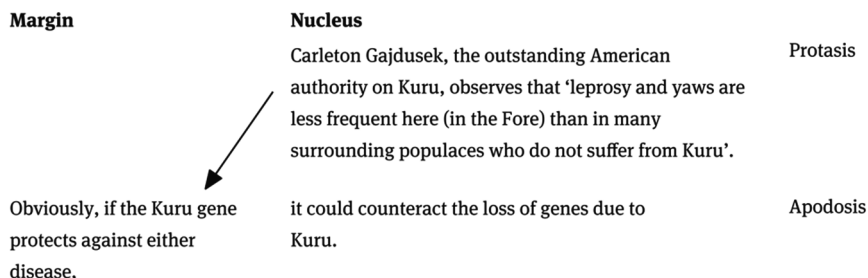 Margin Nucleus
Carleton Gajdusek, the outstanding American Protasis
authority on Kuru, observes that ‘leprosy and yaws are
less frequent here (in the Fore) than in many
surrounding populaces who do not suffer from Kuru’.
Obviously, if the Kuru gene it could counteract the loss of genes due to Apodosis
protects against either Kuru.
disease,